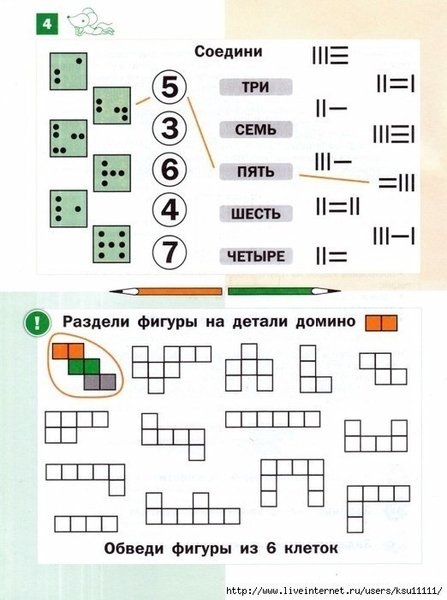 4
Соедини
5
ТРИ
3
СЕМЬ
6
ПЯТЬ
4
ШЕСТЬ
7
ЧЕТЫРЕ
! Раздели фигуры на детали домино
Обведи фигуры из 6 клеток
http://www.liveinternet.ru/users/ksu11111/